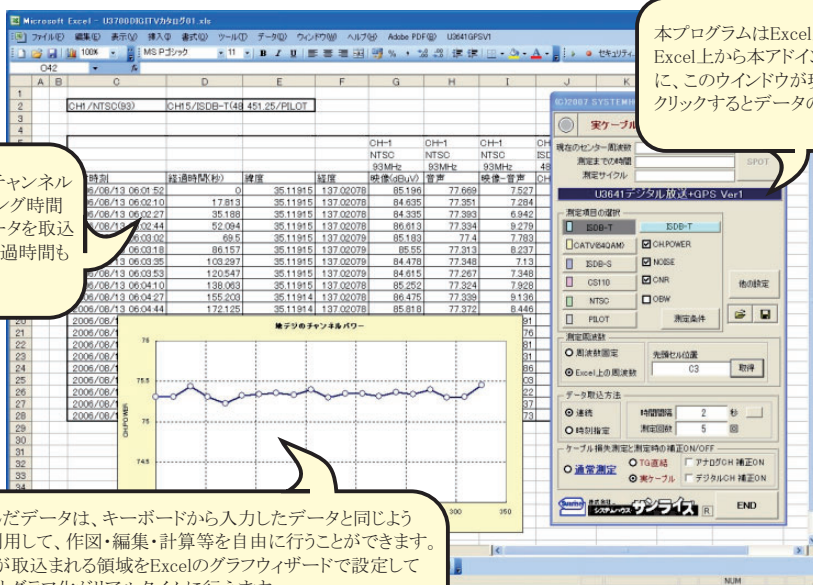 Microsoft Excel - U3700DIGITVカタログ01.xls
ファイル(F) 編集(E) 表示(V) 挿入(I) 書式(O) ツール(T) データ(D) ウィンドウ(W) ヘルプ(H) Adobe PDF(B) U3641GPSV1
100% MS Pゴシック 11 B I U セキュリティ
O42 fx
A B C D E F G H I J K
CH1/NTSC(93) CH15/ISDB-T(48 451.25/PILOT
CH-1 CH-1 CH-1
NTSC NTSC NTSC
93MHz 93MHz 93MHz
時刻 経過時間(秒) 緯度 経度 映像(dBuV) 音声 映像-音声
06/08/13 06:01:52 0 35.11915 137.02078 85.196 77.669 7.527
06/08/13 06:02:10 17.813 35.11915 137.02078 84.635 77.351 7.284
06/08/13 06:02:27 35.188 35.11915 137.02078 84.335 77.393 6.942
06/08/13 06:02:44 52.094 35.11915 137.02078 86.613 77.334 9.279
06/08/13 06:03:02 69.5 35.11915 137.02079 85.183 77.4 7.783
06/08/13 06:03:18 86.157 35.11915 137.02079 85.55 77.313 8.237
06/08/13 06:03:35 103.297 35.11915 137.02078 84.478 77.348 7.13
06/08/13 06:03:53 120.547 35.11915 137.02078 84.615 77.267 7.348
06/08/13 06:04:10 138.063 35.11915 137.02078 85.252 77.324 7.928
2006/08/13 06:04:27 155.203 35.11914 137.02078 86.475 77.339 9.136
2006/08/13 06:04:44 172.125 35.11914 137.02078 85.818 77.372 8.446
地デジのチャンネルパワー
CH.POWER
76
75.5
75
74.5
300 350
チャンネル
ング時間
ータを取込
過時間も
本プログラムはExcel
Excel上から本アドイン
に、このウインドウが現
クリックするとデータの
(C)2007 SYSTEMH
実ケーブル
現在のセンター周波数
測定までの時間 SPOT
測定サイクル
U3641デジタル放送+GPS Ver1
測定項目の選択
ISDB-T ISDB-T
CATV(64QAM) CH.POWER
ISDB-S NOISE
CS110 CNR 他の設定
NTSC OBW
PILOT 測定条件
測定周波数
周波数固定 先頭セル位置
Excel上の周波数 C3 取得
データ取込方法
連続 時間間隔 2 秒
時刻指定 測定回数 5 回
ケーブル損失測定と測定時の補正ON/OFF
通常測定 TG直結 アナログCH 補正ON
実ケーブル デジタルCH 補正ON
株式会社 システムハウス サンライズ R END
だデータは、キーボードから入力したデータと同じよう
利用して、作図・編集・計算等を自由に行うことができます。
が取込まれる領域をExcelのグラフウィザードで設定して
NUM